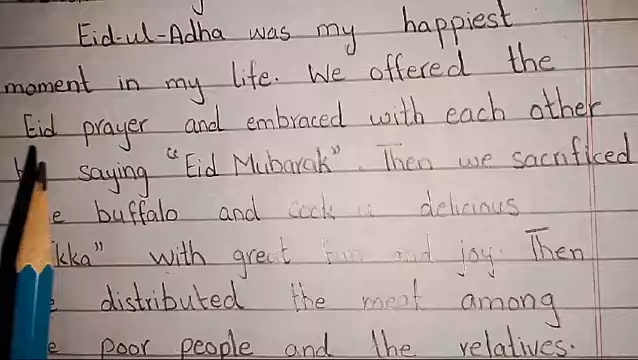 Eid-ul-Adha was my happiest
moment in my life. We offered the
Eid prayer and embraced with each other
saying "Eid Mubarak". Then we sacrificed
buffalo and cook a delicious
kka" with great fun and joy. Then
distributed the meat among
poor people and the relatives.